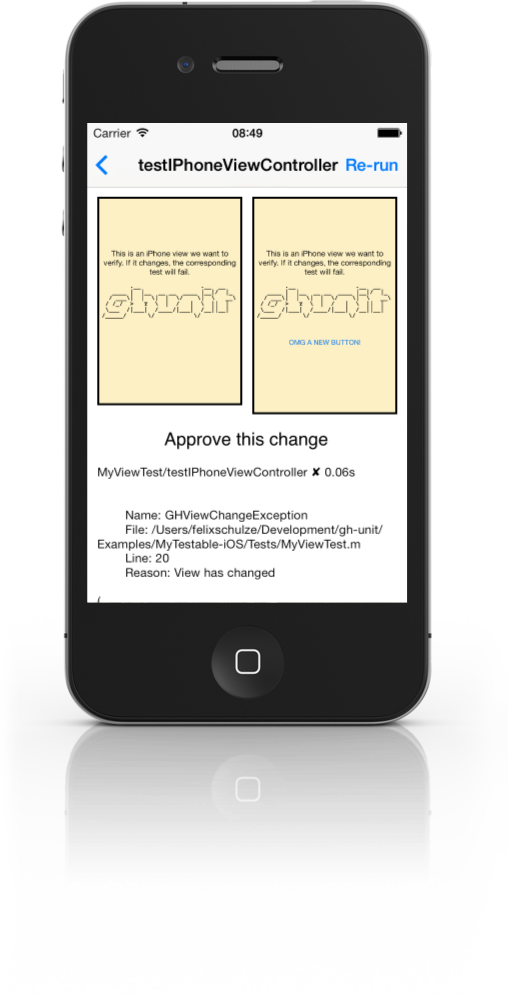 Carrier 08:49
testIPhoneViewController Re-run
This is an iPhone view we want to
verify. If it changes, the corresponding
test will fail.
ghunit
This is an iPhone view we want to
verify. If it changes, the corresponding
test will fail.
ghunit
OMG A NEW BUTTON!
Approve this change
MyViewTest/testIPhoneViewController ✘ 0.06s
Name: GHViewChangeException
File: /Users/felixschulze/Development/gh-unit/
Examples/MyTestable-iOS/Tests/MyViewTest.m
Line: 20
Reason: View has changed
(